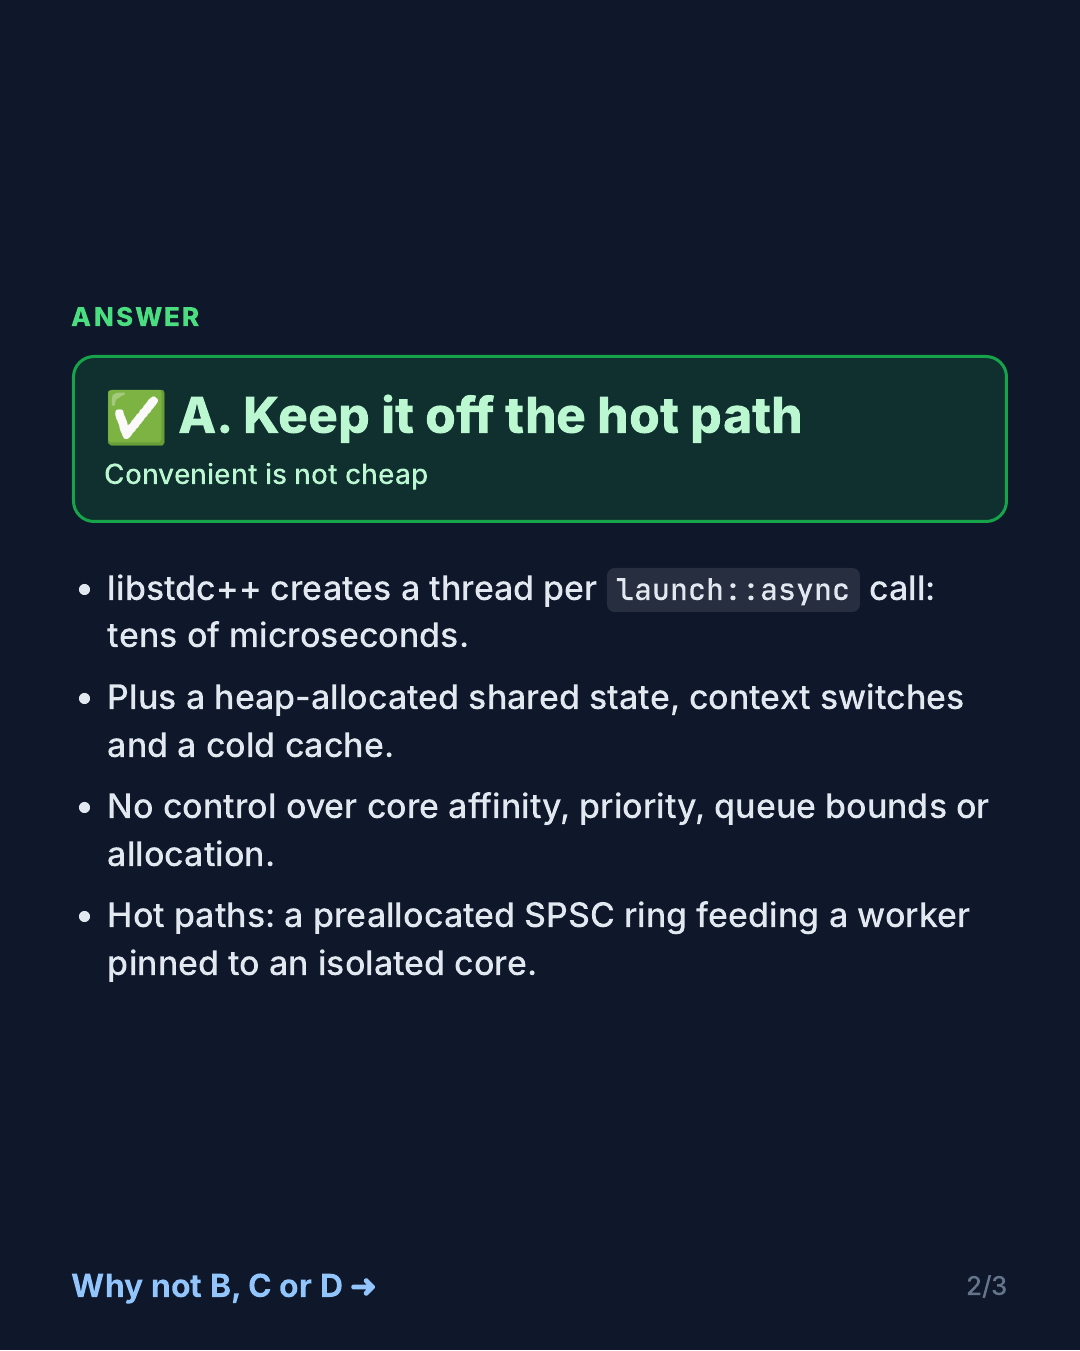 ANSWER
✅ A. Keep it off the hot path
Convenient is not cheap
• libstdc++ creates a thread per launch::async call:
tens of microseconds.
• Plus a heap-allocated shared state, context switches
and a cold cache.
• No control over core affinity, priority, queue bounds or
allocation.
• Hot paths: a preallocated SPSC ring feeding a worker
pinned to an isolated core.
Why not B, C or D ➜
2/3